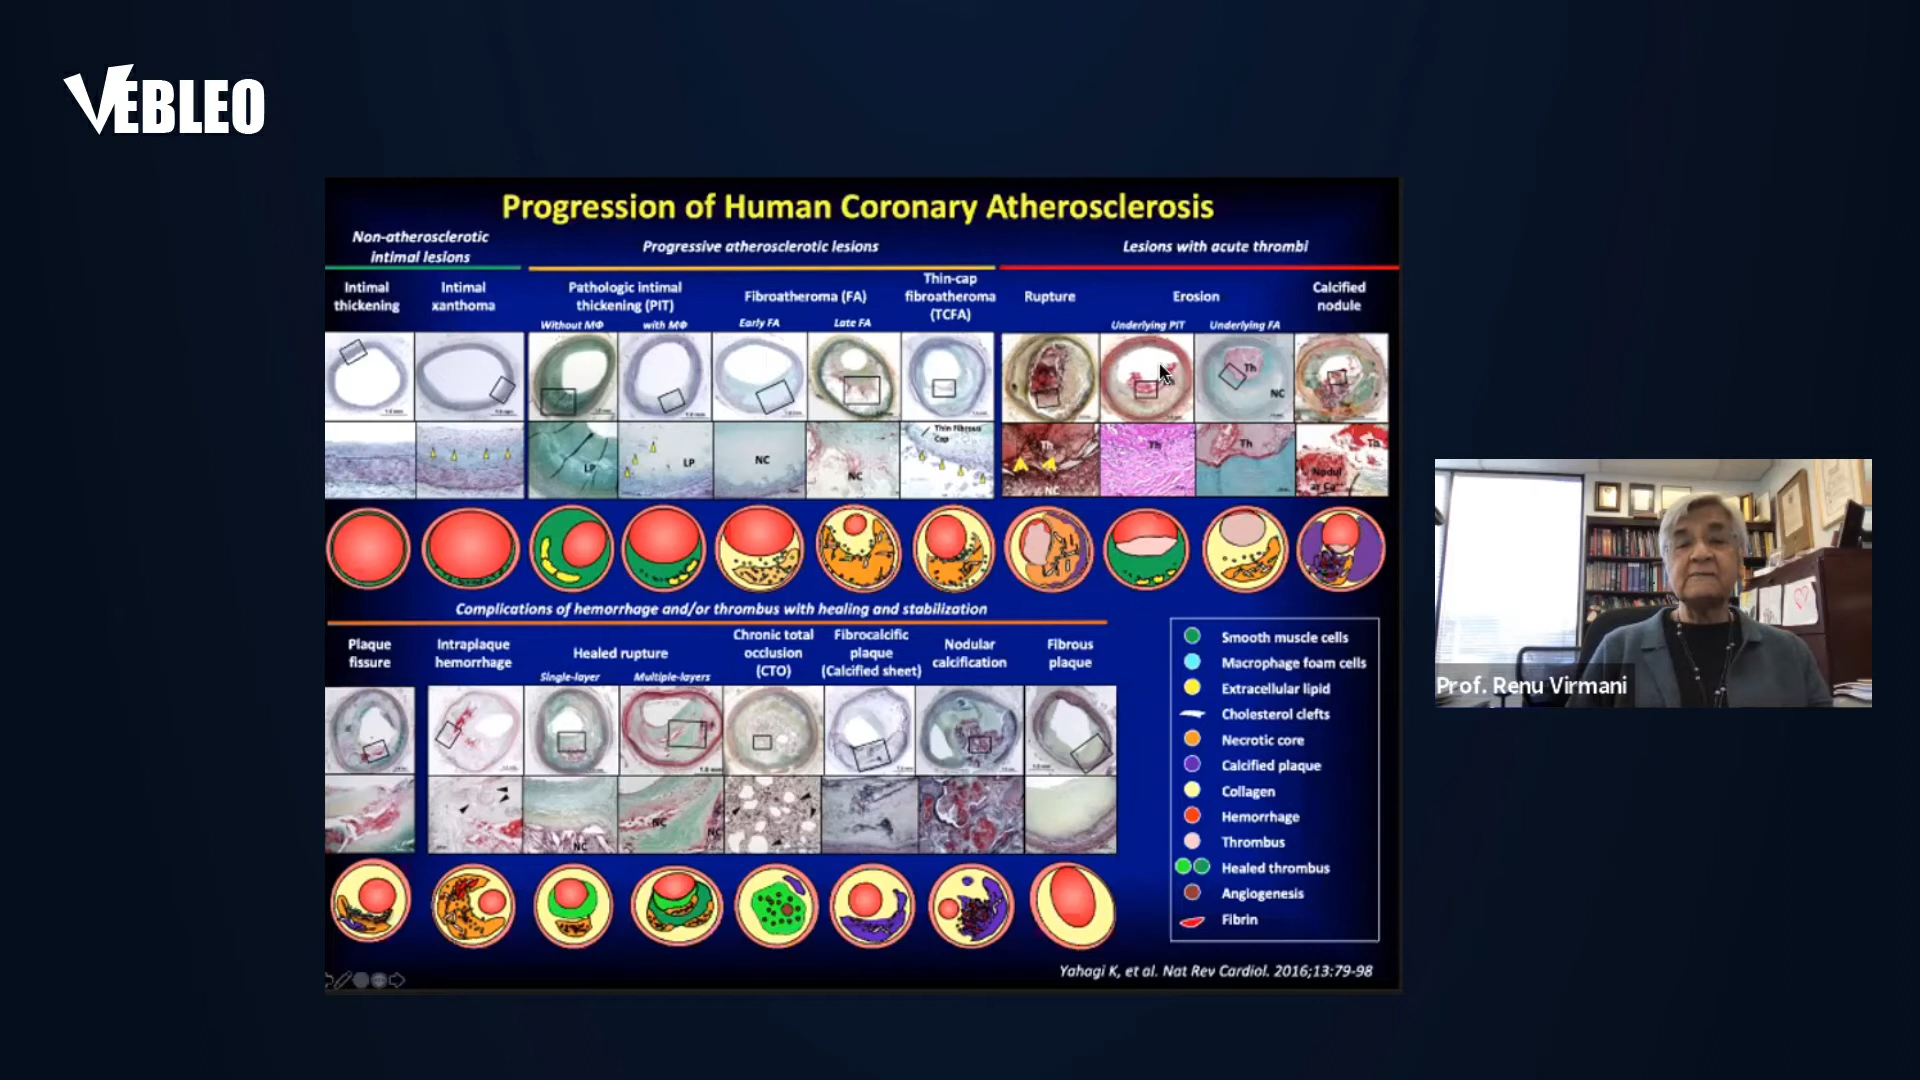 VEBLEO
Progression of Human Coronary Atherosclerosis
Non-atherosclerotic
intimal lesions
Progressive atherosclerotic lesions
Lesions with acute thrombi
Intimal
thickening
Intimal
xanthoma
Pathologic intimal
thickening (PIT)
Without MΦ
with MΦ
Fibroatheroma (FA)
Early FA
Late FA
Thin-cap
fibroatheroma
(TCFA)
Rupture
Erosion
Underlying PIT
Underlying FA
Calcified
nodule
Th
NC
LP
LP
NC
NC
Thin Fibrous
Cap
Th
NC
Th
Th
Nodul
ar Ca
Complications of hemorrhage and/or thrombus with healing and stabilization
Plaque
fissure
Intraplaque
hemorrhage
Healed rupture
Single-layer
Multiple-layers
Chronic total
occlusion
(CTO)
Fibrocalcific
plaque
(Calcified sheet)
Nodular
calcification
Fibrous
plaque
NC
NC
NC
Smooth muscle cells
Macrophage foam cells
Extracellular lipid
Cholesterol clefts
Necrotic core
Calcified plaque
Collagen
Hemorrhage
Thrombus
Healed thrombus
Angiogenesis
Fibrin
Yahagi K, et al. Nat Rev Cardiol. 2016;13:79-98
Prof. Renu Virmani